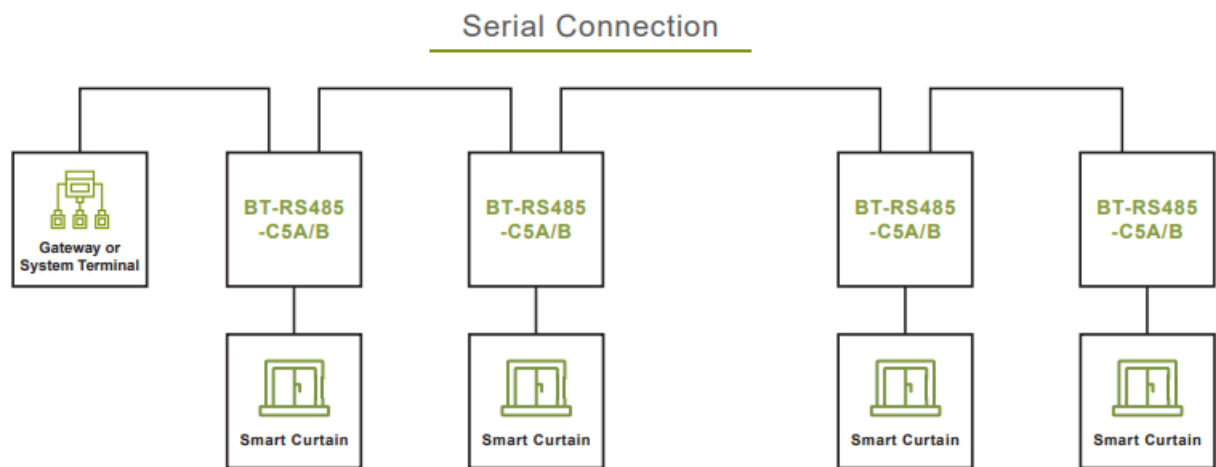 Serial Connection
Gateway or
System Terminal
BT-RS485
-C5A/B
BT-RS485
-C5A/B
BT-RS485
-C5A/B
BT-RS485
-C5A/B
Smart Curtain
Smart Curtain
Smart Curtain
Smart Curtain